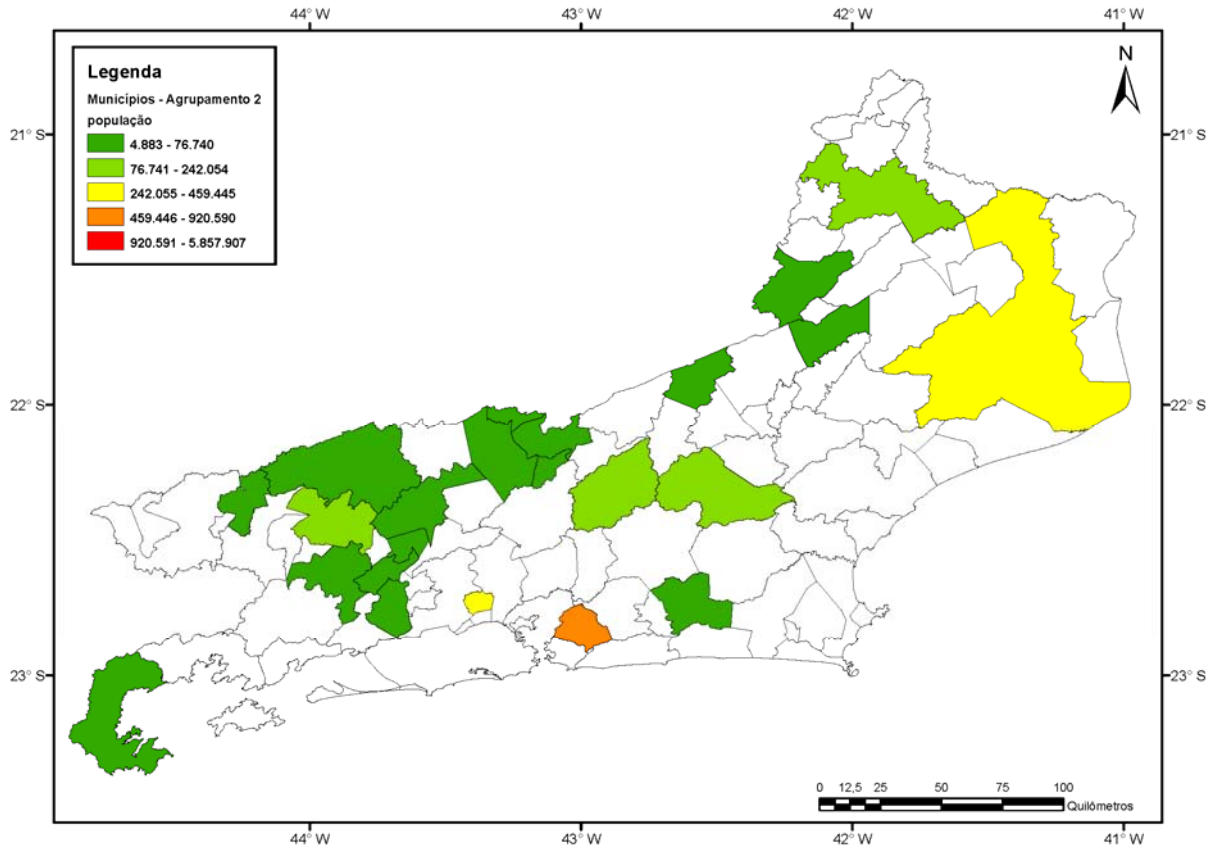 44° W 43° W 42° W 41° W
Legenda
Municípios - Agrupamento 2
população
4.883 - 76.740
76.741 - 242.054
242.055 - 459.445
459.446 - 920.590
920.591 - 5.857.907
N
21° S 21° S
22° S 22° S
23° S 23° S
0 12,5 25 50 75 100
Quilómetros
44° W 43° W 42° W 41° W